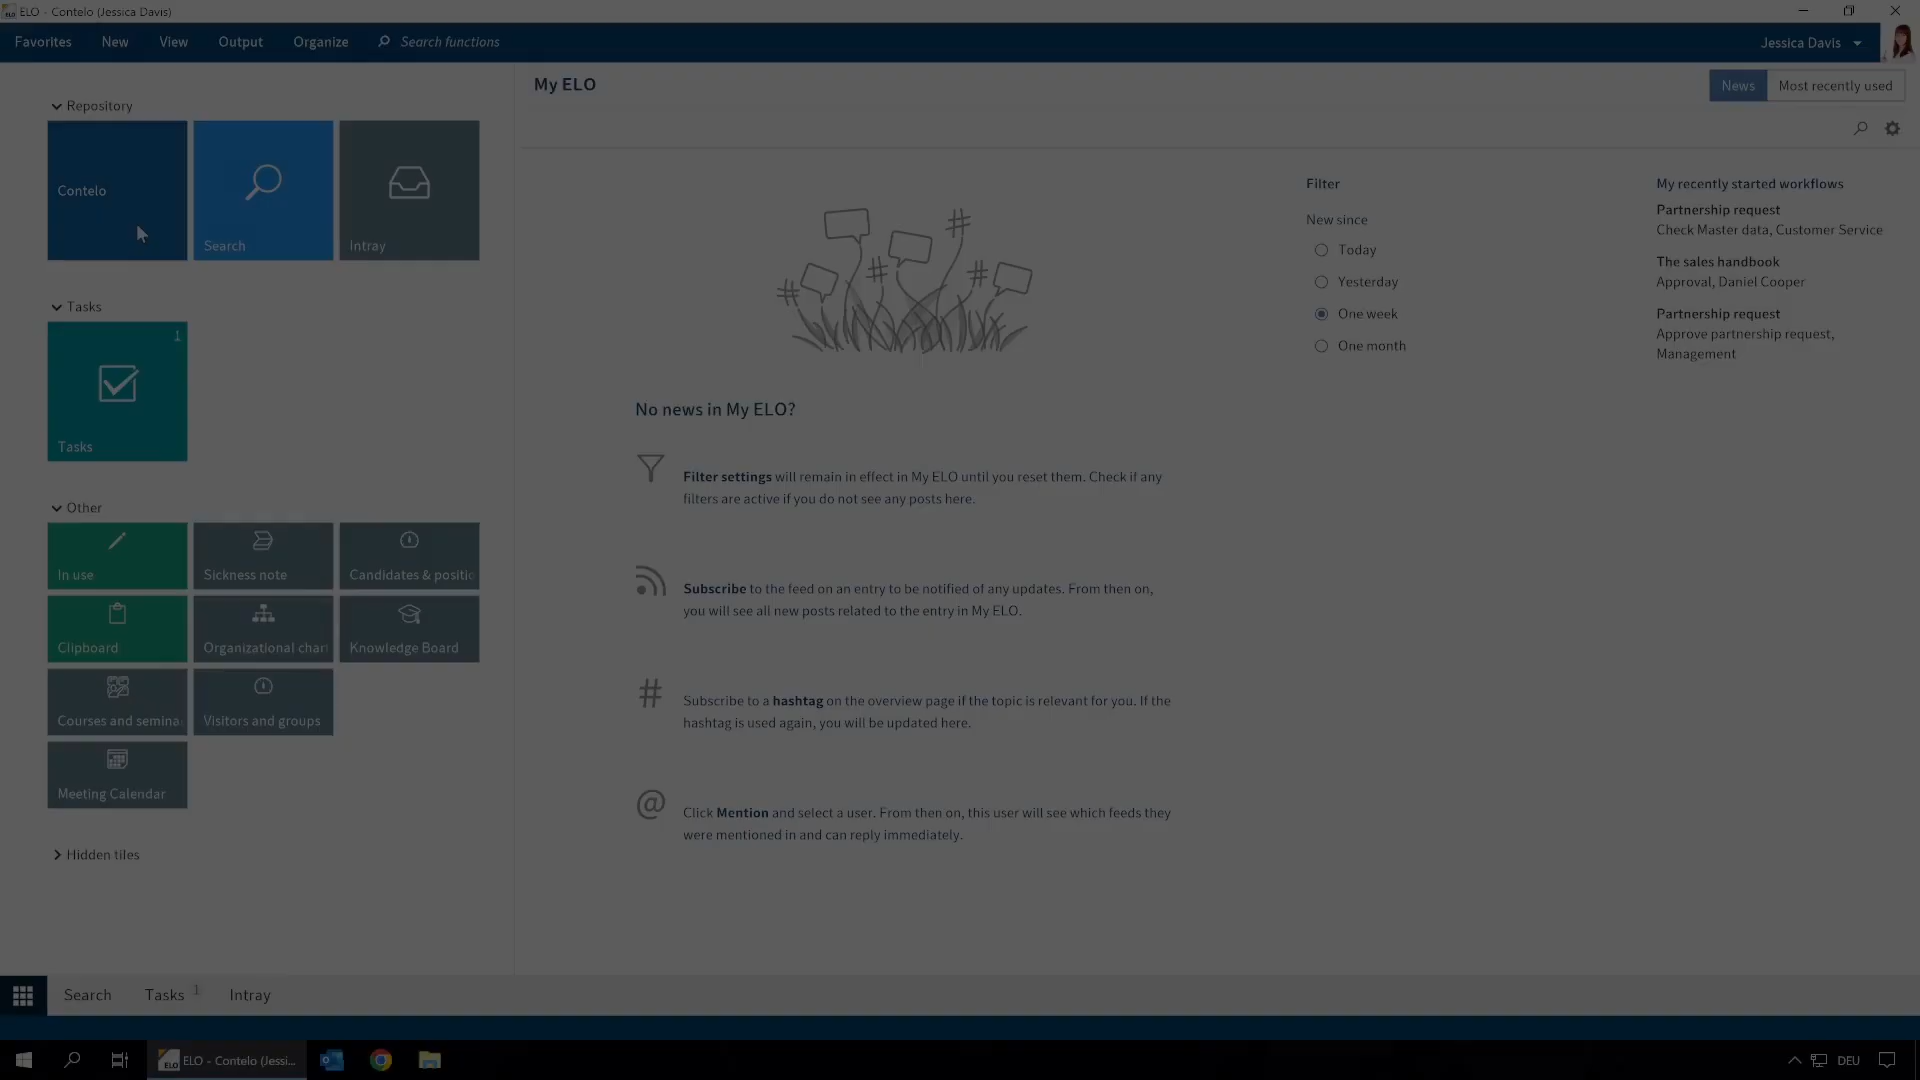 ELO - Contelo (Jessica Davis)
Favorites New View Output Organize Search functions
Jessica Davis
Repository
Contelo
Search
Intray
Tasks
1
Tasks
Other
In use
Sickness note
Candidates & positio
Clipboard
Organizational chart
Knowledge Board
Courses and semina
Visitors and groups
Meeting Calendar
Hidden tiles
My ELO
News
Most recently used
No news in My ELO?
Filter settings will remain in effect in My ELO until you reset them. Check if any
filters are active if you do not see any posts here.
Subscribe to the feed on an entry to be notified of any updates. From then on,
you will see all new posts related to the entry in My ELO.
# Subscribe to a hashtag on the overview page if the topic is relevant for you. If the
hashtag is used again, you will be updated here.
@ Click Mention and select a user. From then on, this user will see which feeds they
were mentioned in and can reply immediately.
Filter
New since
Today
Yesterday
One week
One month
My recently started workflows
Partnership request
Check Master data, Customer Service
The sales handbook
Approval, Daniel Cooper
Partnership request
Approve partnership request,
Management
Search Tasks 1 Intray
ELO - Contelo (Jessi...
DEU